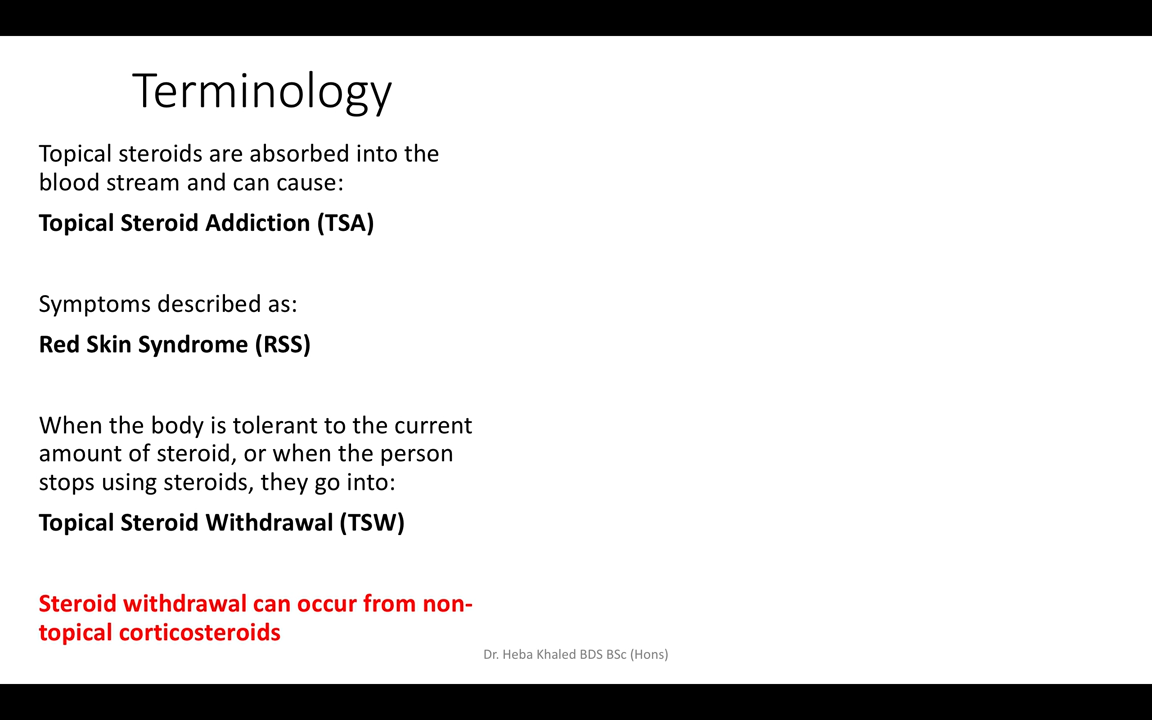 Terminology
Topical steroids are absorbed into the
blood stream and can cause:
Topical Steroid Addiction (TSA)
Symptoms described as:
Red Skin Syndrome (RSS)
When the body is tolerant to the current
amount of steroid, or when the person
stops using steroids, they go into:
Topical Steroid Withdrawal (TSW)
Steroid withdrawal can occur from non-
topical corticosteroids
Dr. Heba Khaled BDS BSc (Hons)